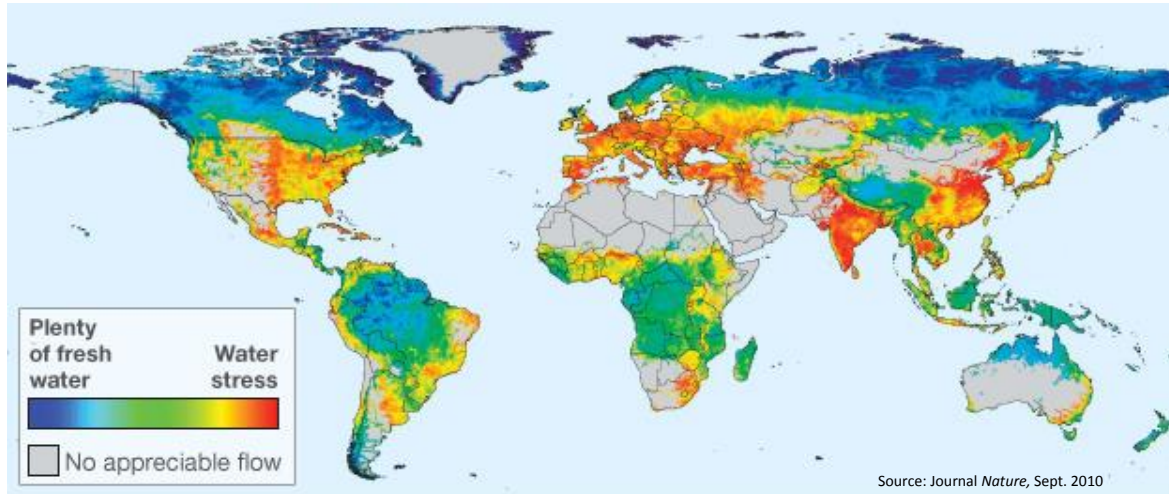 Plenty
of fresh
water
Water
stress
No appreciable flow
Source: Journal Nature, Sept. 2010